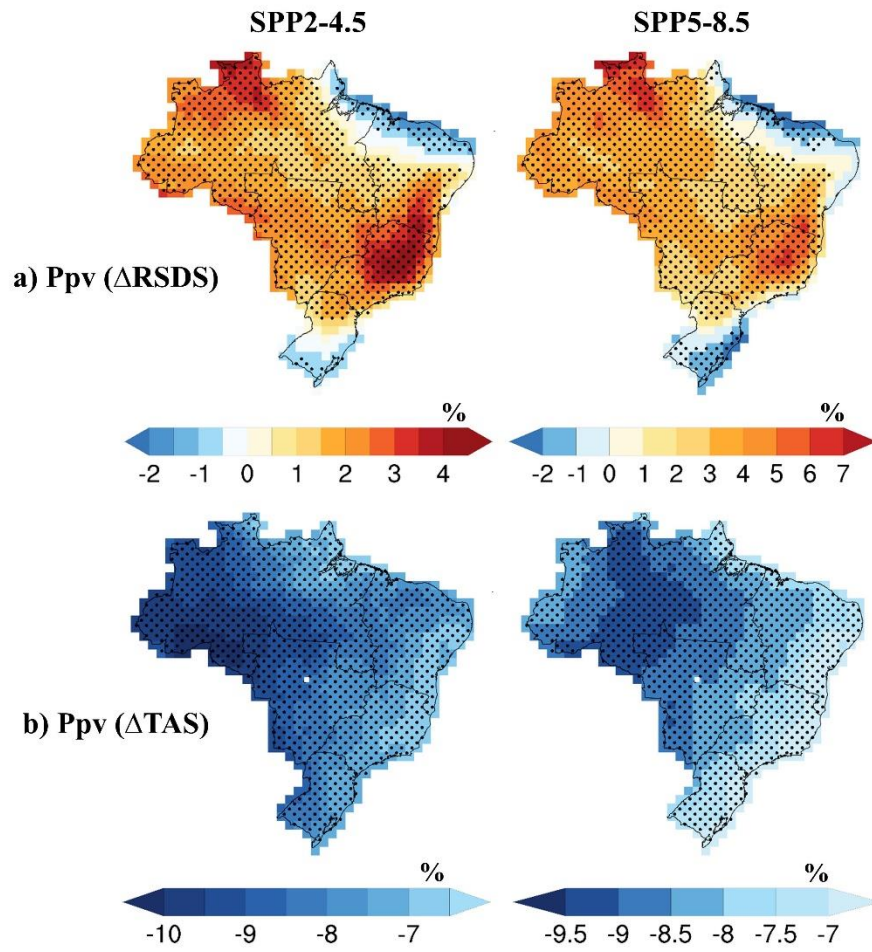 SPP2-4.5
SPP5-8.5
a) Ppv (ΔRSDS)
%
-2 -1 0 1 2 3 4
%
-2 -1 0 1 2 3 4 5 6 7
b) Ppv (ΔTAS)
%
-10 -9 -8 -7
%
-9.5 -9 -8.5 -8 -7.5 -7